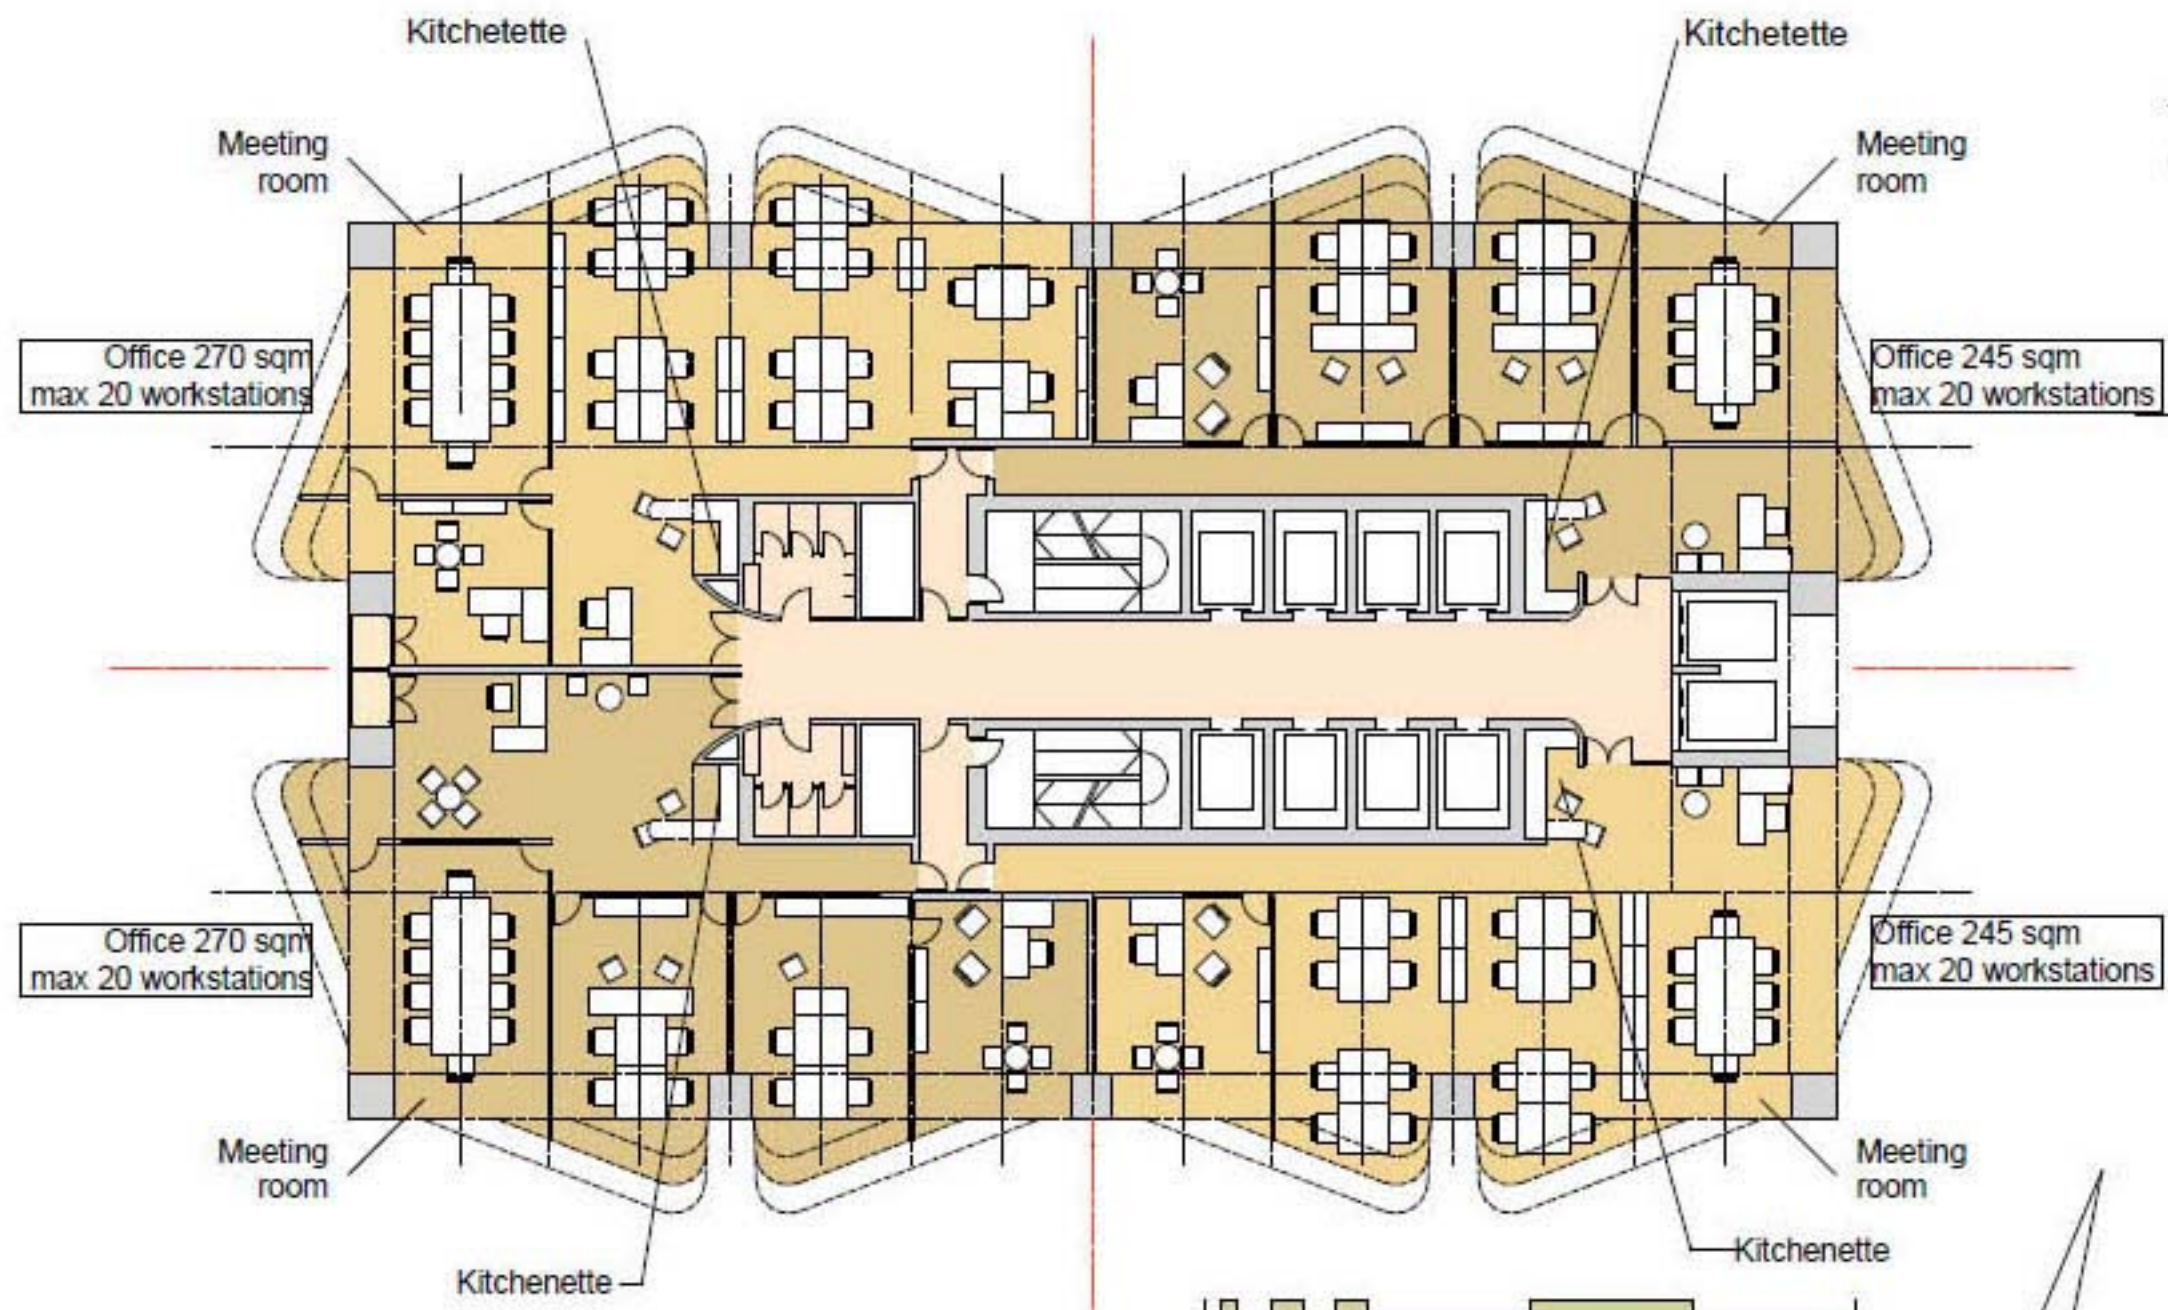 Kitchetette
Kitchetette
Meeting
room
Meeting
room
Office 270 sqm
max 20 workstations
Office 245 sqm
max 20 workstations
Office 270 sqm
max 20 workstations
Office 245 sqm
max 20 workstations
Meeting
room
Meeting
room
Kitchenette
Kitchenette